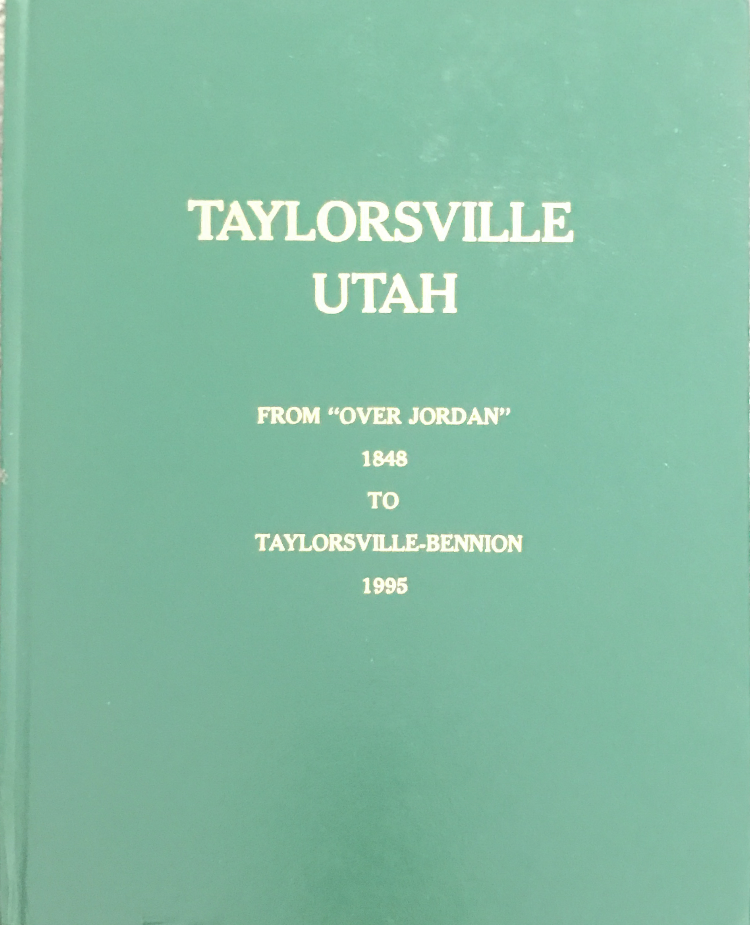 TAYLORSVILLE
UTAH
FROM “OVER JORDAN”
1848
TO
TAYLORSVILLE-BENNION
1995